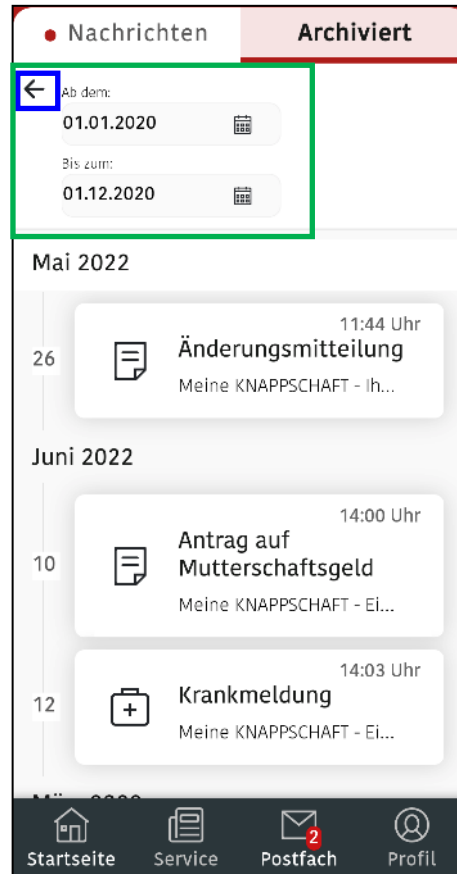 Nachrichten Archiviert
Ab dem:
01.01.2020
Bis zum:
01.12.2020
Mai 2022
11:44 Uhr
26 Änderungsmitteilung
Meine KNAPPSCHAFT - Ih...
Juni 2022
14:00 Uhr
Antrag auf
10 Mutterschaftsgeld
Meine KNAPPSCHAFT - Ei...
14:03 Uhr
12 Krankmeldung
Meine KNAPPSCHAFT - Ei...
2
Startseite Service Postfach Profil